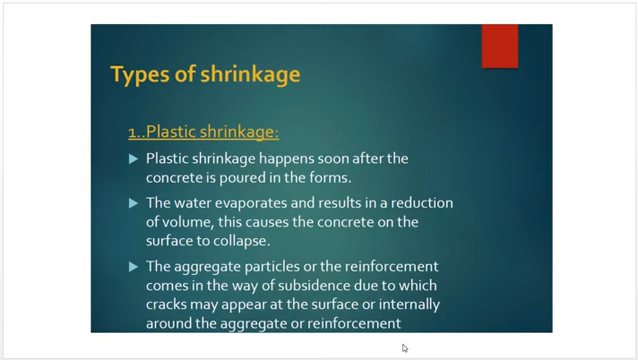 Types of shrinkage
1..Plastic shrinkage:
Plastic shrinkage happens soon after the
concrete is poured in the forms.
The water evaporates and results in a reduction
of volume, this causes the concrete on the
surface to collapse.
The aggregate particles or the reinforcement
comes in the way of subsidence due to which
cracks may appear at the surface or internally
around the aggregate or reinforcement